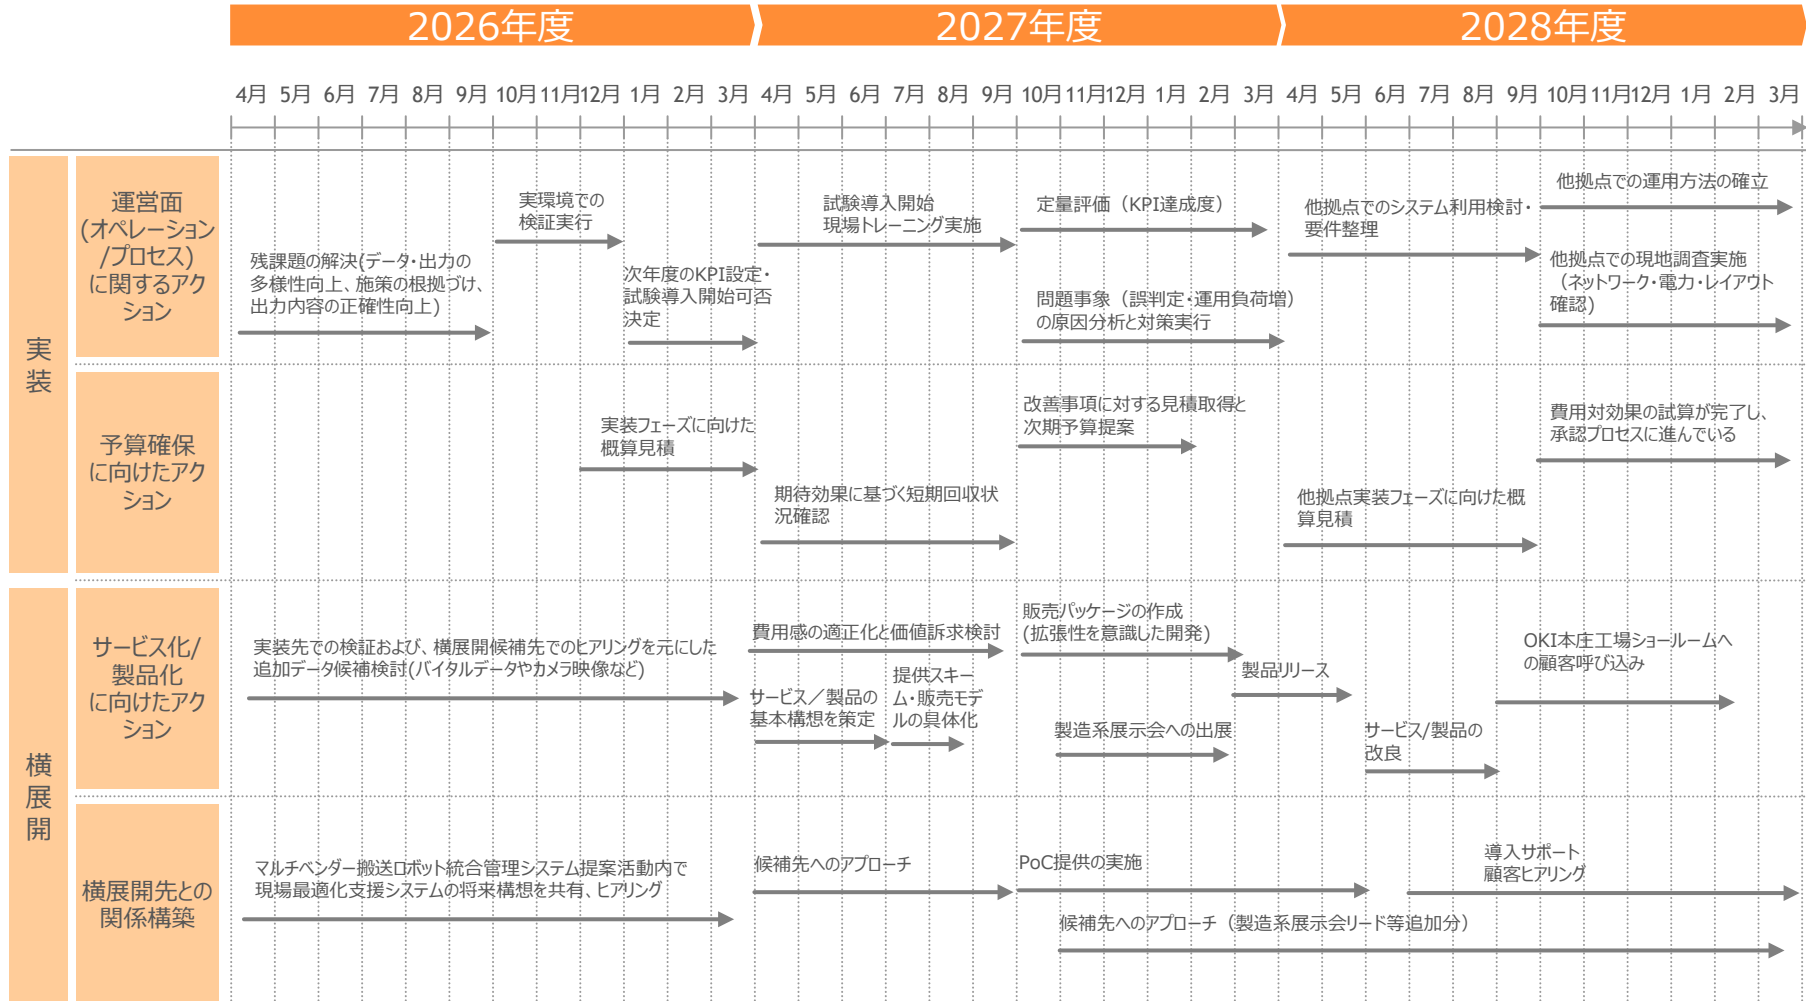 2026年度
2027年度
2028年度
4月 5月 6月 7月 8月 9月 10月 11月 12月 1月 2月 3月 4月 5月 6月 7月 8月 9月 10月 11月 12月 1月 2月 3月 4月 5月 6月 7月 8月 9月 10月 11月 12月 1月 2月 3月
実装
運営面
(オペレーション
/プロセス)
に関するアク
ション
残課題の解決(データ・出力の
多様性向上、施策の根拠づけ、
出力内容の正確性向上)
実環境での
検証実行
次年度のKPI設定・
試験導入開始可否
決定
試験導入開始
現場トレーニング実施
定量評価（KPI達成度）
問題事象（誤判定・運用負荷増）
の原因分析と対策実行
他拠点でのシステム利用検討・
要件整理
他拠点での運用方法の確立
他拠点での現地調査実施
（ネットワーク・電力・レイアウト
確認)
予算確保
に向けたアク
ション
実装フェーズに向けた
概算見積
期待効果に基づく短期回収状
況確認
改善事項に対する見積取得と
次期予算提案
他拠点実装フェーズに向けた概
算見積
費用対効果の試算が完了し、
承認プロセスに進んでいる
横展開
サービス化/
製品化
に向けたアク
ション
実装先での検証および、横展開候補先でのヒアリングを元にした
追加データ候補検討(バイタルデータやカメラ映像など)
費用感の適正化と価値訴求検討
サービス／製品の
基本構想を策定
提供スキー
ム・販売モデ
ルの具体化
販売パッケージの作成
(拡張性を意識した開発)
製品リリース
製造系展示会への出展
サービス/製品の
改良
OKI本庄工場ショールームへ
の顧客呼び込み
横展開先との
関係構築
マルチベンダー搬送ロボット統合管理システム提案活動内で
現場最適化支援システムの将来構想を共有、ヒアリング
候補先へのアプローチ
PoC提供の実施
候補先へのアプローチ（製造系展示会リード等追加分）
導入サポート
顧客ヒアリング